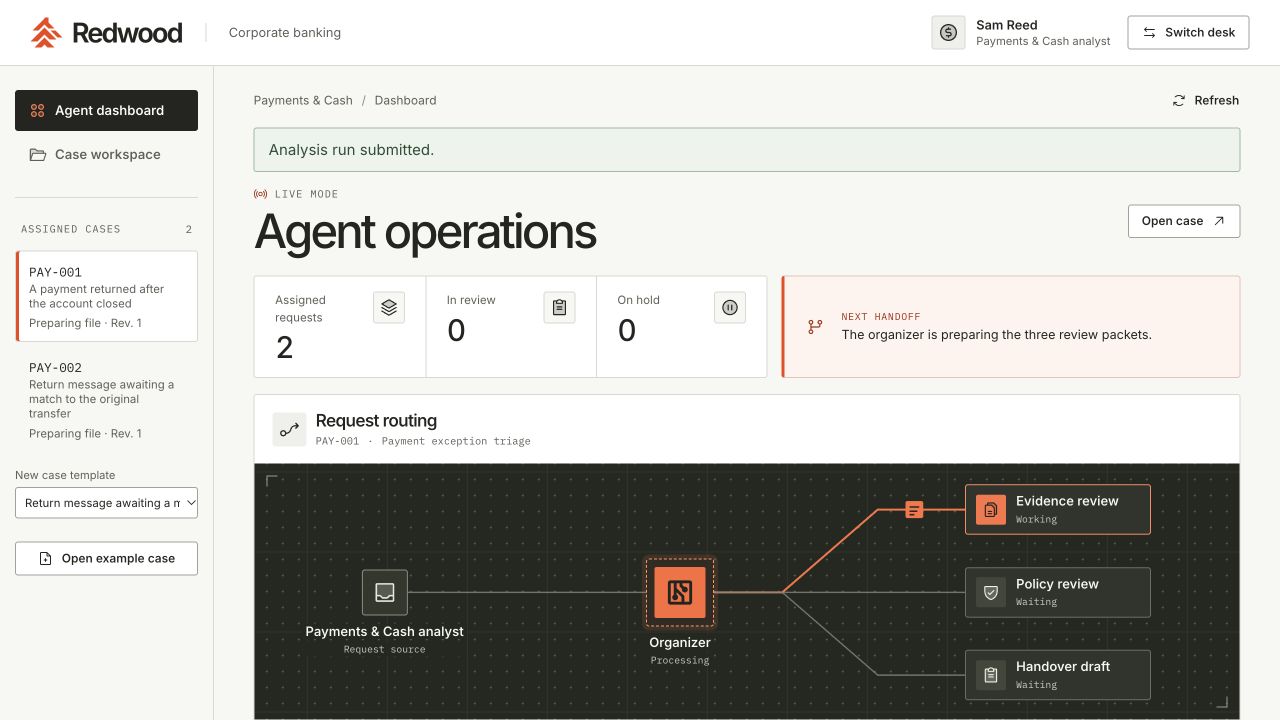 Redwood
Corporate banking
Sam Reed
Payments & Cash analyst
Switch desk
Agent dashboard
Case workspace
ASSIGNED CASES 2
PAY-001
A payment returned after
the account closed
Preparing file · Rev. 1
PAY-002
Return message awaiting a
match to the original
transfer
Preparing file · Rev. 1
New case template
Return message awaiting a m
Open example case
Payments & Cash / Dashboard
Refresh
Analysis run submitted.
LIVE MODE
Agent operations
Open case
Assigned
requests
2
In review
0
On hold
0
NEXT HANDOFF
The organizer is preparing the three review packets.
Request routing
PAY-001 · Payment exception triage
Payments & Cash analyst
Request source
Organizer
Processing
Evidence review
Working
Policy review
Waiting
Handover draft
Waiting